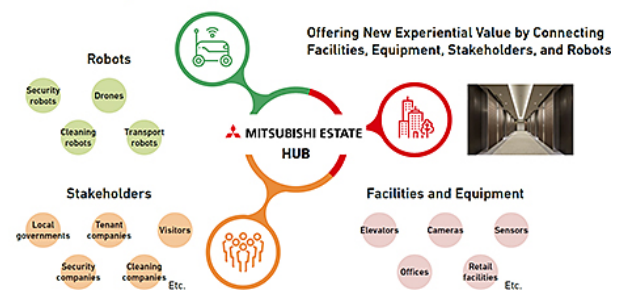 Offering New Experiential Value by Connecting
Facilities, Equipment, Stakeholders, and Robots
Robots
Security
robots
Drones
Cleaning
robots
Transport
robots
MITSUBISHI ESTATE
HUB
Stakeholders
Local
governments
Tenant
companies
Visitors
Security
companies
Cleaning
companies
Etc.
Facilities and Equipment
Elevators
Cameras
Sensors
Offices
Retail
facilities
Etc.